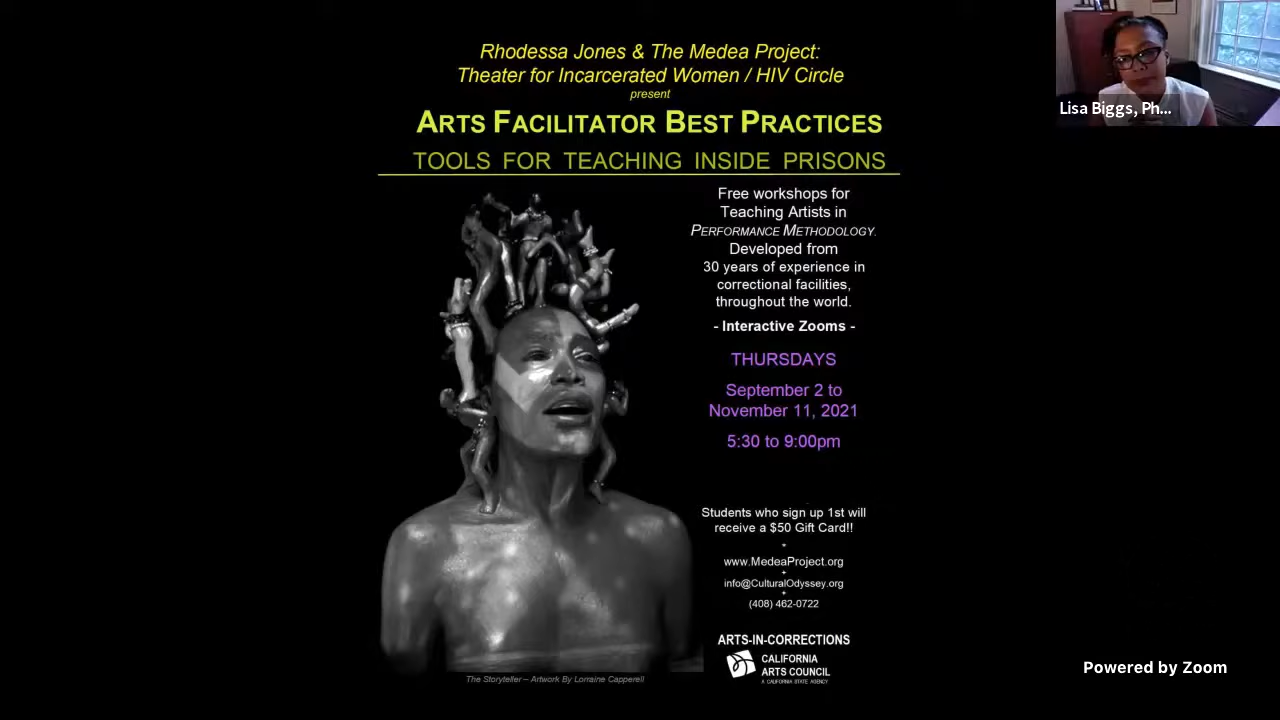 Rhodessa Jones & The Medea Project:
Theater for Incarcerated Women / HIV Circle
present
ARTS FACILITATOR BEST PRACTICES
TOOLS FOR TEACHING INSIDE PRISONS
Free workshops for
Teaching Artists in
PERFORMANCE METHODOLOGY.
Developed from
30 years of experience in
correctional facilities,
throughout the world.
- Interactive Zooms -
THURSDAYS
September 2 to
November 11, 2021
5:30 to 9:00pm
Students who sign up 1st will
receive a $50 Gift Card!!
www.MedeaProject.org
info@CulturalOdyssey.org
(408) 462-0722
ARTS-IN-CORRECTIONS
CALIFORNIA
ARTS COUNCIL
A CALIFORNIA STATE AGENCY
The Storyteller – Artwork By Lorraine Capperell
Lisa Biggs, Ph...
Powered by Zoom